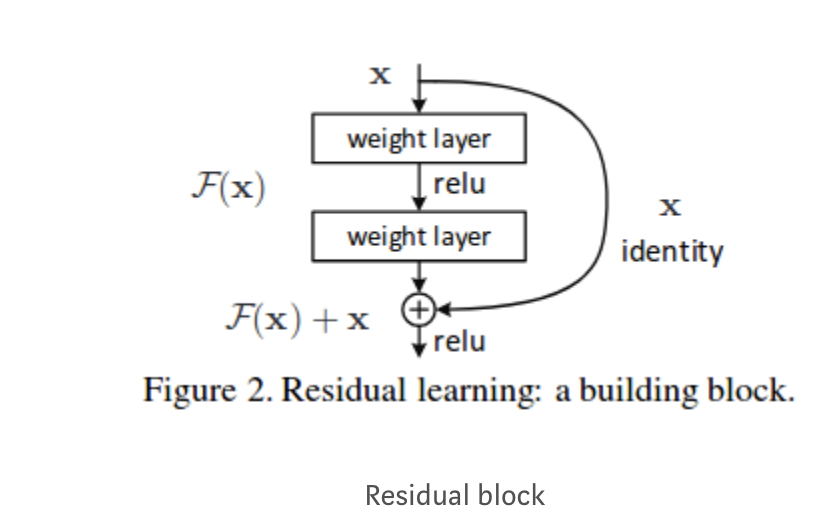 x
weight layer
F(x)
relu
x
weight layer
identity
F(x) + x
+
relu
Figure 2. Residual learning: a building block.
Residual block